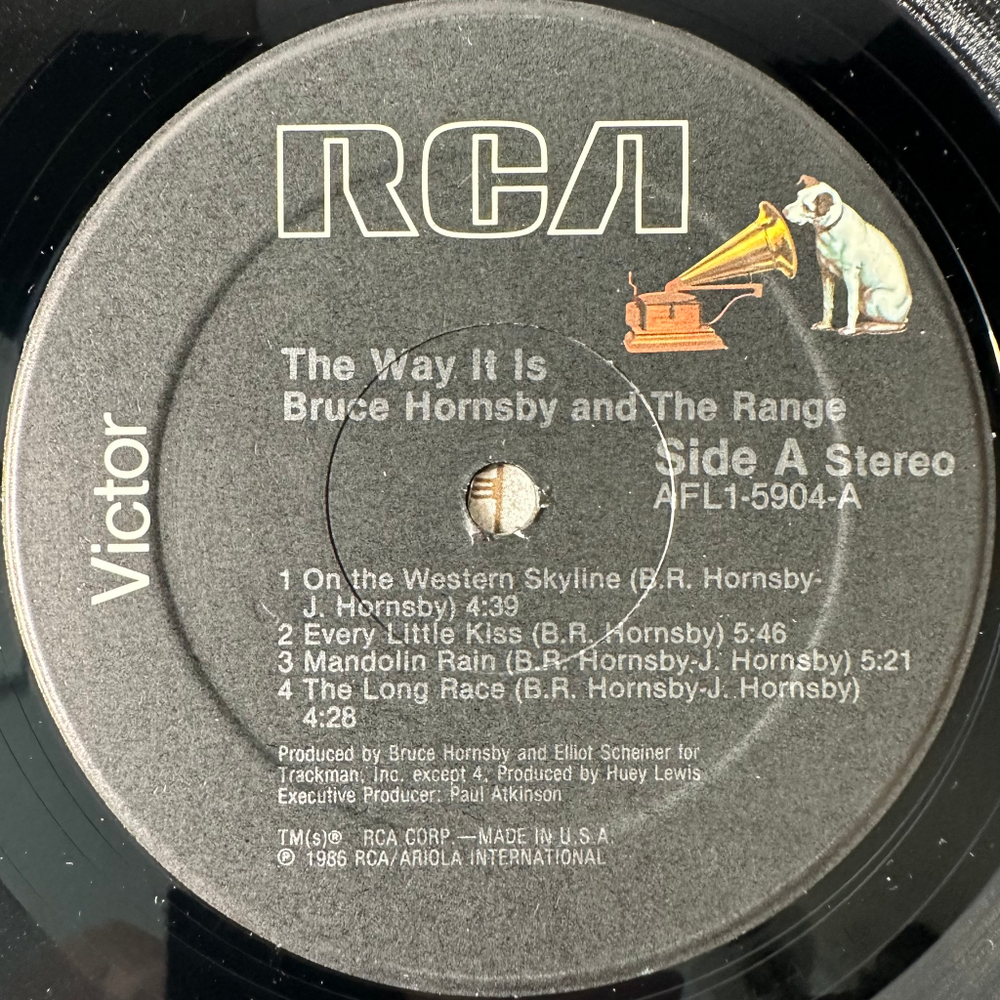 RCA
The Way It Is
Bruce Hornsby and The Range
Side A Stereo
AFL1-5904-A
Victor
1 On the Western Skyline (B.R. Hornsby-
J. Hornsby) 4:39
2 Every Little Kiss (B.R. Hornsby) 5:46
3 Mandolin Rain (B.R. Hornsby-J. Hornsby) 5:21
4 The Long Race (B.R. Hornsby-J. Hornsby)
4:28
Produced by Bruce Hornsby and Elliot Scheiner for
Trackman, Inc. except 4, Produced by Huey Lewis
Executive Producer: Paul Atkinson
TM(s)® RCA CORP.—MADE IN U.S.A.
℗ 1986 RCA/ARIOLA INTERNATIONAL